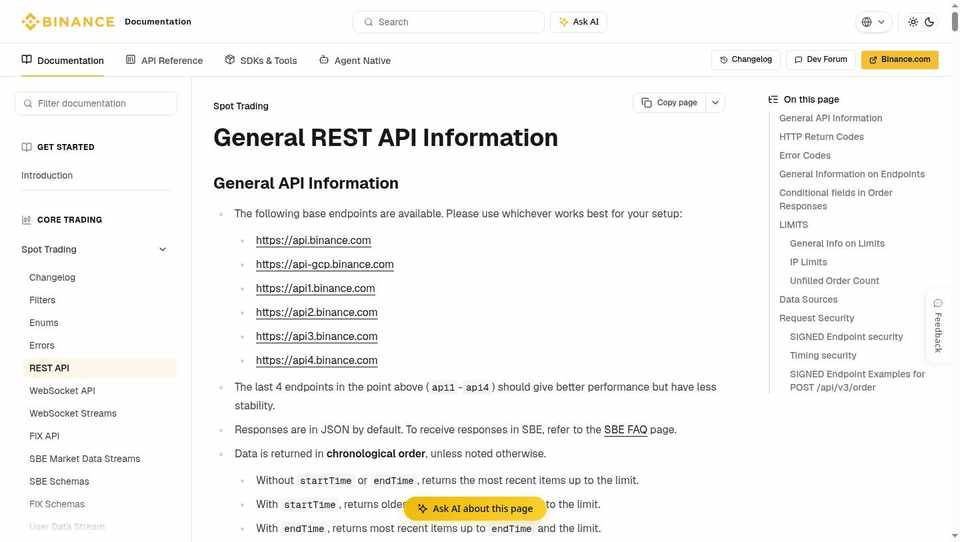 BINANCE Documentation
Search
Ask AI
Documentation
API Reference
SDKs & Tools
Agent Native
Changelog
Dev Forum
Binance.com
Filter documentation
GET STARTED
Introduction
CORE TRADING
Spot Trading
Changelog
Filters
Enums
Errors
REST API
WebSocket API
WebSocket Streams
FIX API
SBE Market Data Streams
SBE Schemas
FIX Schemas
User Data Stream
Spot Trading
Copy page
General REST API Information
General API Information
The following base endpoints are available. Please use whichever works best for your setup:
https://api.binance.com
https://api-gcp.binance.com
https://api1.binance.com
https://api2.binance.com
https://api3.binance.com
https://api4.binance.com
The last 4 endpoints in the point above (api1-api4) should give better performance but have less
stability.
Responses are in JSON by default. To receive responses in SBE, refer to the SBE FAQ page.
Data is returned in chronological order, unless noted otherwise.
Without startTime or endTime, returns the most recent items up to the limit.
With startTime, returns oldes to the limit.
With endTime, returns most recent items up to endTime and the limit.
Ask AI about this page
On this page
General API Information
HTTP Return Codes
Error Codes
General Information on Endpoints
Conditional fields in Order
Responses
LIMITS
General Info on Limits
IP Limits
Unfilled Order Count
Data Sources
Request Security
SIGNED Endpoint security
Timing security
SIGNED Endpoint Examples for
POST /api/v3/order
Feedback